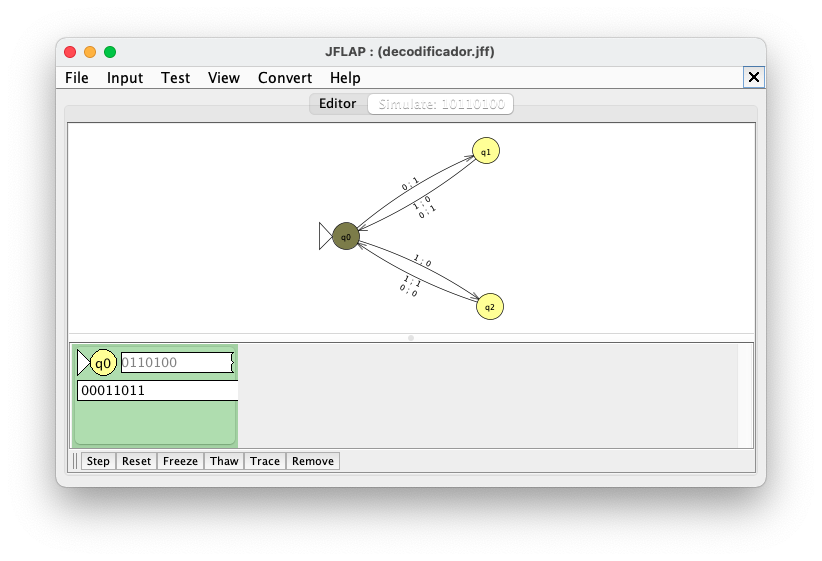 JFLAP : (decodificador.jff)
File Input Test View Convert Help
Editor Simulate: 10110100
q1
0 ; 1
1 ; 0
0 ; 1
q0
1 ; 0
1 ; 1
0 ; 0
q2
q0 0110100
00011011
Step Reset Freeze Thaw Trace Remove